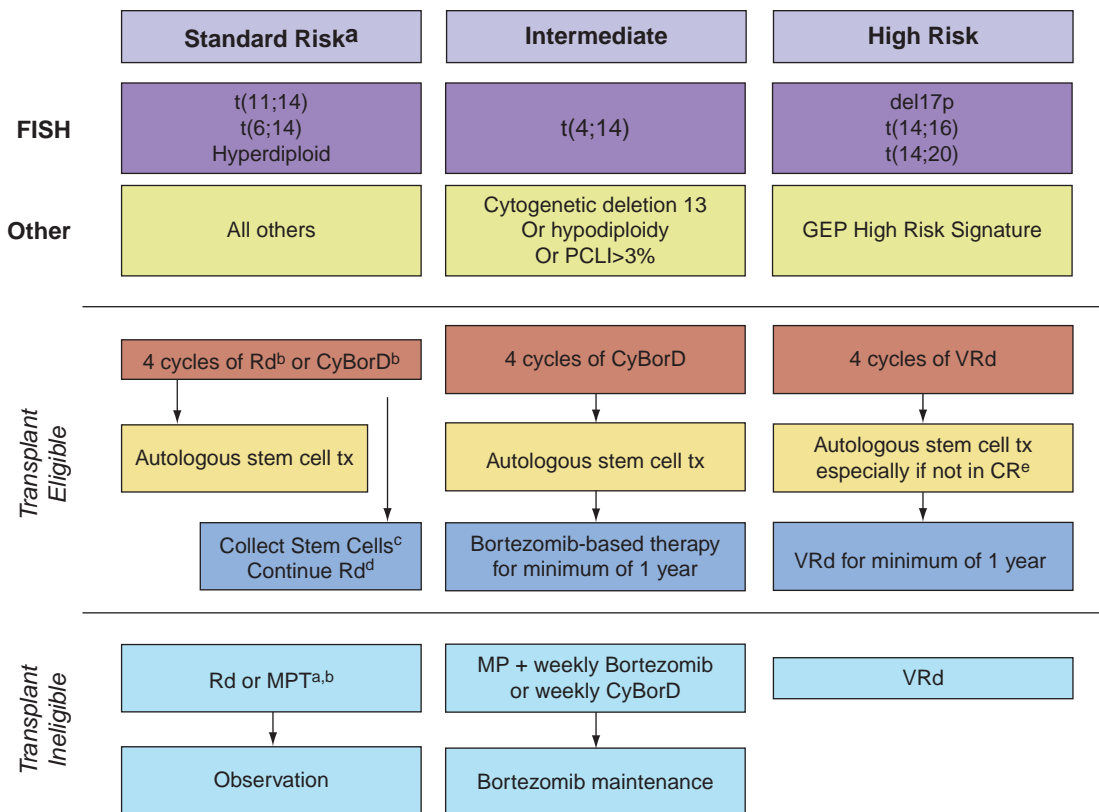 Standard Riskᵃ
Intermediate
High Risk
FISH
t(11;14)
t(6;14)
Hyperdiploid
t(4;14)
del17p
t(14;16)
t(14;20)
Other
All others
Cytogenetic deletion 13
Or hypodiploidy
Or PCLI>3%
GEP High Risk Signature
Transplant
Eligible
4 cycles of Rdᵇ or CyBorDᵇ
Autologous stem cell tx
Collect Stem Cellsᶜ
Continue Rdᵈ
4 cycles of CyBorD
Autologous stem cell tx
Bortezomib-based therapy
for minimum of 1 year
4 cycles of VRd
Autologous stem cell tx
especially if not in CRᵉ
VRd for minimum of 1 year
Transplant
Ineligible
Rd or MPTᵃ,ᵇ
Observation
MP + weekly Bortezomib
or weekly CyBorD
Bortezomib maintenance
VRd